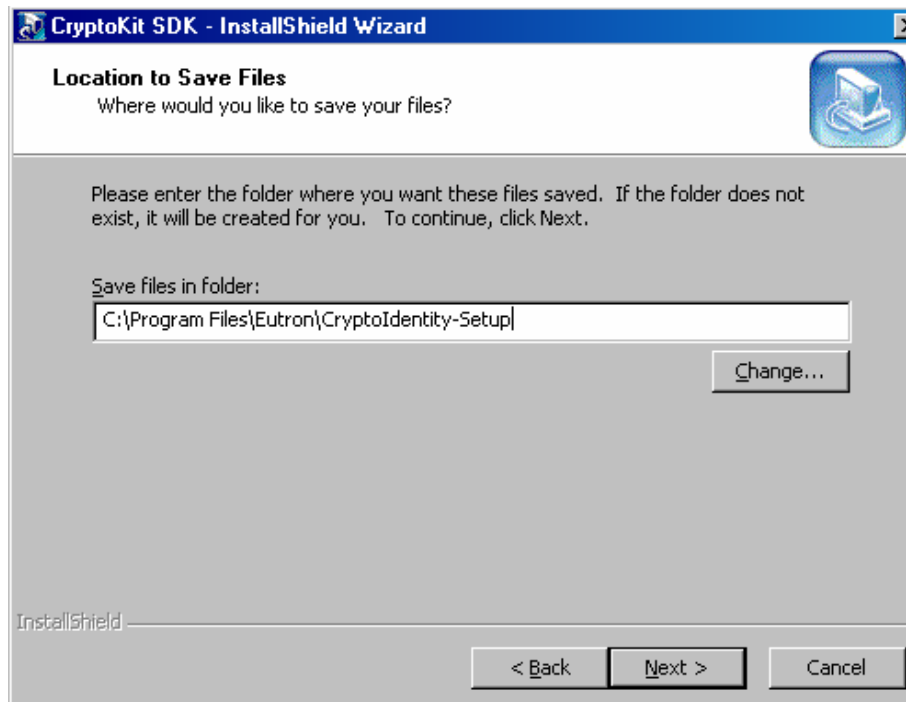 CryptoKit SDK - InstallShield Wizard
Location to Save Files
Where would you like to save your files?
Please enter the folder where you want these files saved.  If the folder does not
exist, it will be created for you.   To continue, click Next.
Save files in folder:
C:\Program Files\Eutron\CryptoIdentity-Setup
Change...
InstallShield
< Back
Next >
Cancel